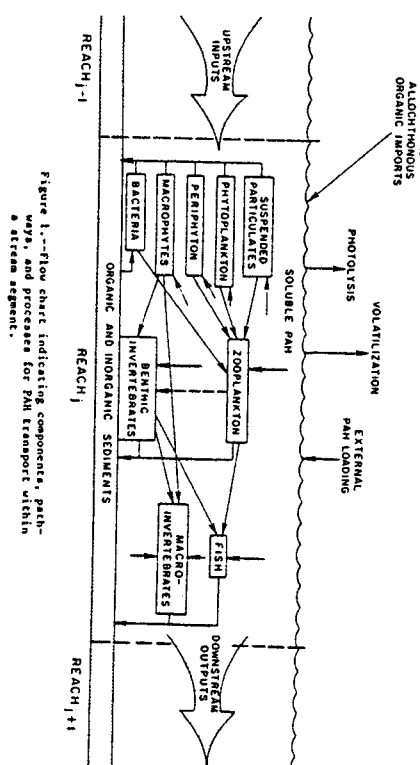 ALLOCHTHONOUS
ORGANIC IMPORTS
PHOTOLYSIS
VOLATILIZATION
EXTERNAL
PAH LOADING
UPSTREAM
INPUTS
SOLUBLE PAH
SUSPENDED
PARTICULATES
PHYTOPLANKTON
PERIPHYTON
MACROPHYTES
BACTERIA
ZOOPLANKTON
BENTHIC
INVERTEBRATES
FISH
MACRO-
INVERTEBRATES
DOWNSTREAM
OUTPUTS
ORGANIC AND INORGANIC SEDIMENTS
REACH j-1
REACH j
REACH j+1
Figure 1.--Flow chart indicating components, path-
ways, and processes for PAH transport within
a stream segment.